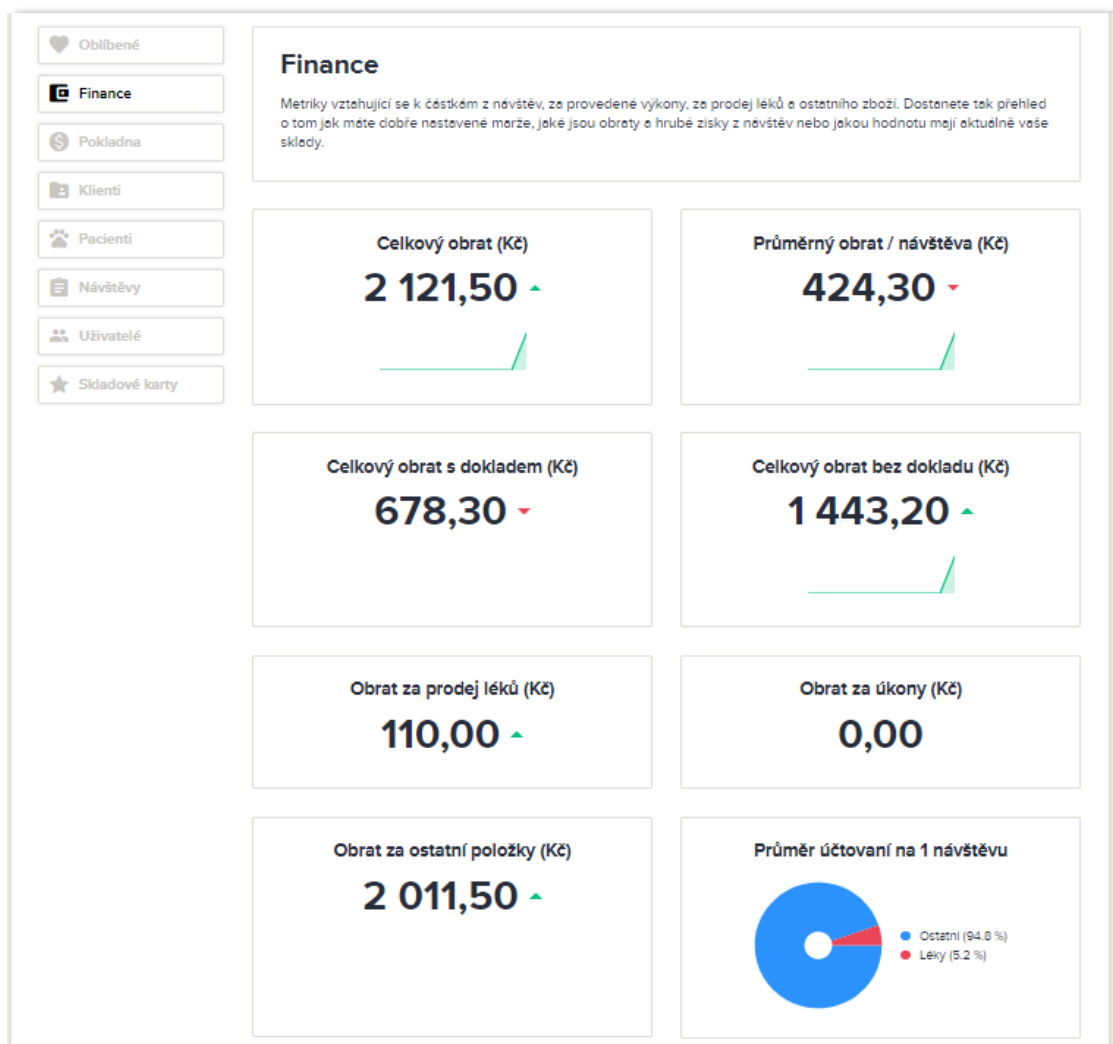 Oblíbené
Finance
Pokladna
Klienti
Pacienti
Návštěvy
Uživatelé
Skladové karty
Finance
Metriky vztahující se k částkám z návštěv, za provedené výkony, za prodej léků a ostatního zboží. Dostanete tak přehled
o tom jak máte dobře nastavené marže, jaké jsou obraty a hrubé zisky z návštěv nebo jakou hodnotu mají aktuálně vaše
sklady.
Celkový obrat (Kč)
2 121,50
Průměrný obrat / návštěva (Kč)
424,30
Celkový obrat s dokladem (Kč)
678,30
Celkový obrat bez dokladu (Kč)
1 443,20
Obrat za prodej léků (Kč)
110,00
Obrat za úkony (Kč)
0,00
Obrat za ostatní položky (Kč)
2 011,50
Průměr účtovaní na 1 návštěvu
Ostatní (94.8 %)
Léky (5.2 %)